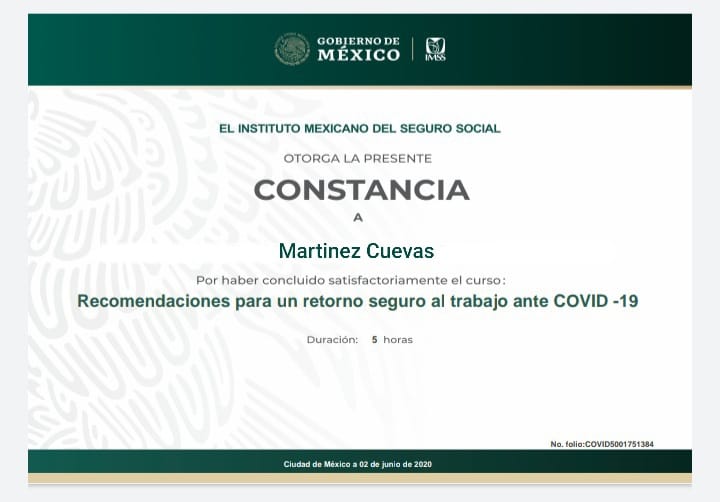 GOBIERNO DE
MÉXICO
IMSS
EL INSTITUTO MEXICANO DEL SEGURO SOCIAL
OTORGA LA PRESENTE
CONSTANCIA
A
Martinez Cuevas
Por haber concluido satisfactoriamente el curso:
Recomendaciones para un retorno seguro al trabajo ante COVID -19
Duración: 5 horas
No. folio:COVID5001751384
Ciudad de México a 02 de junio de 2020